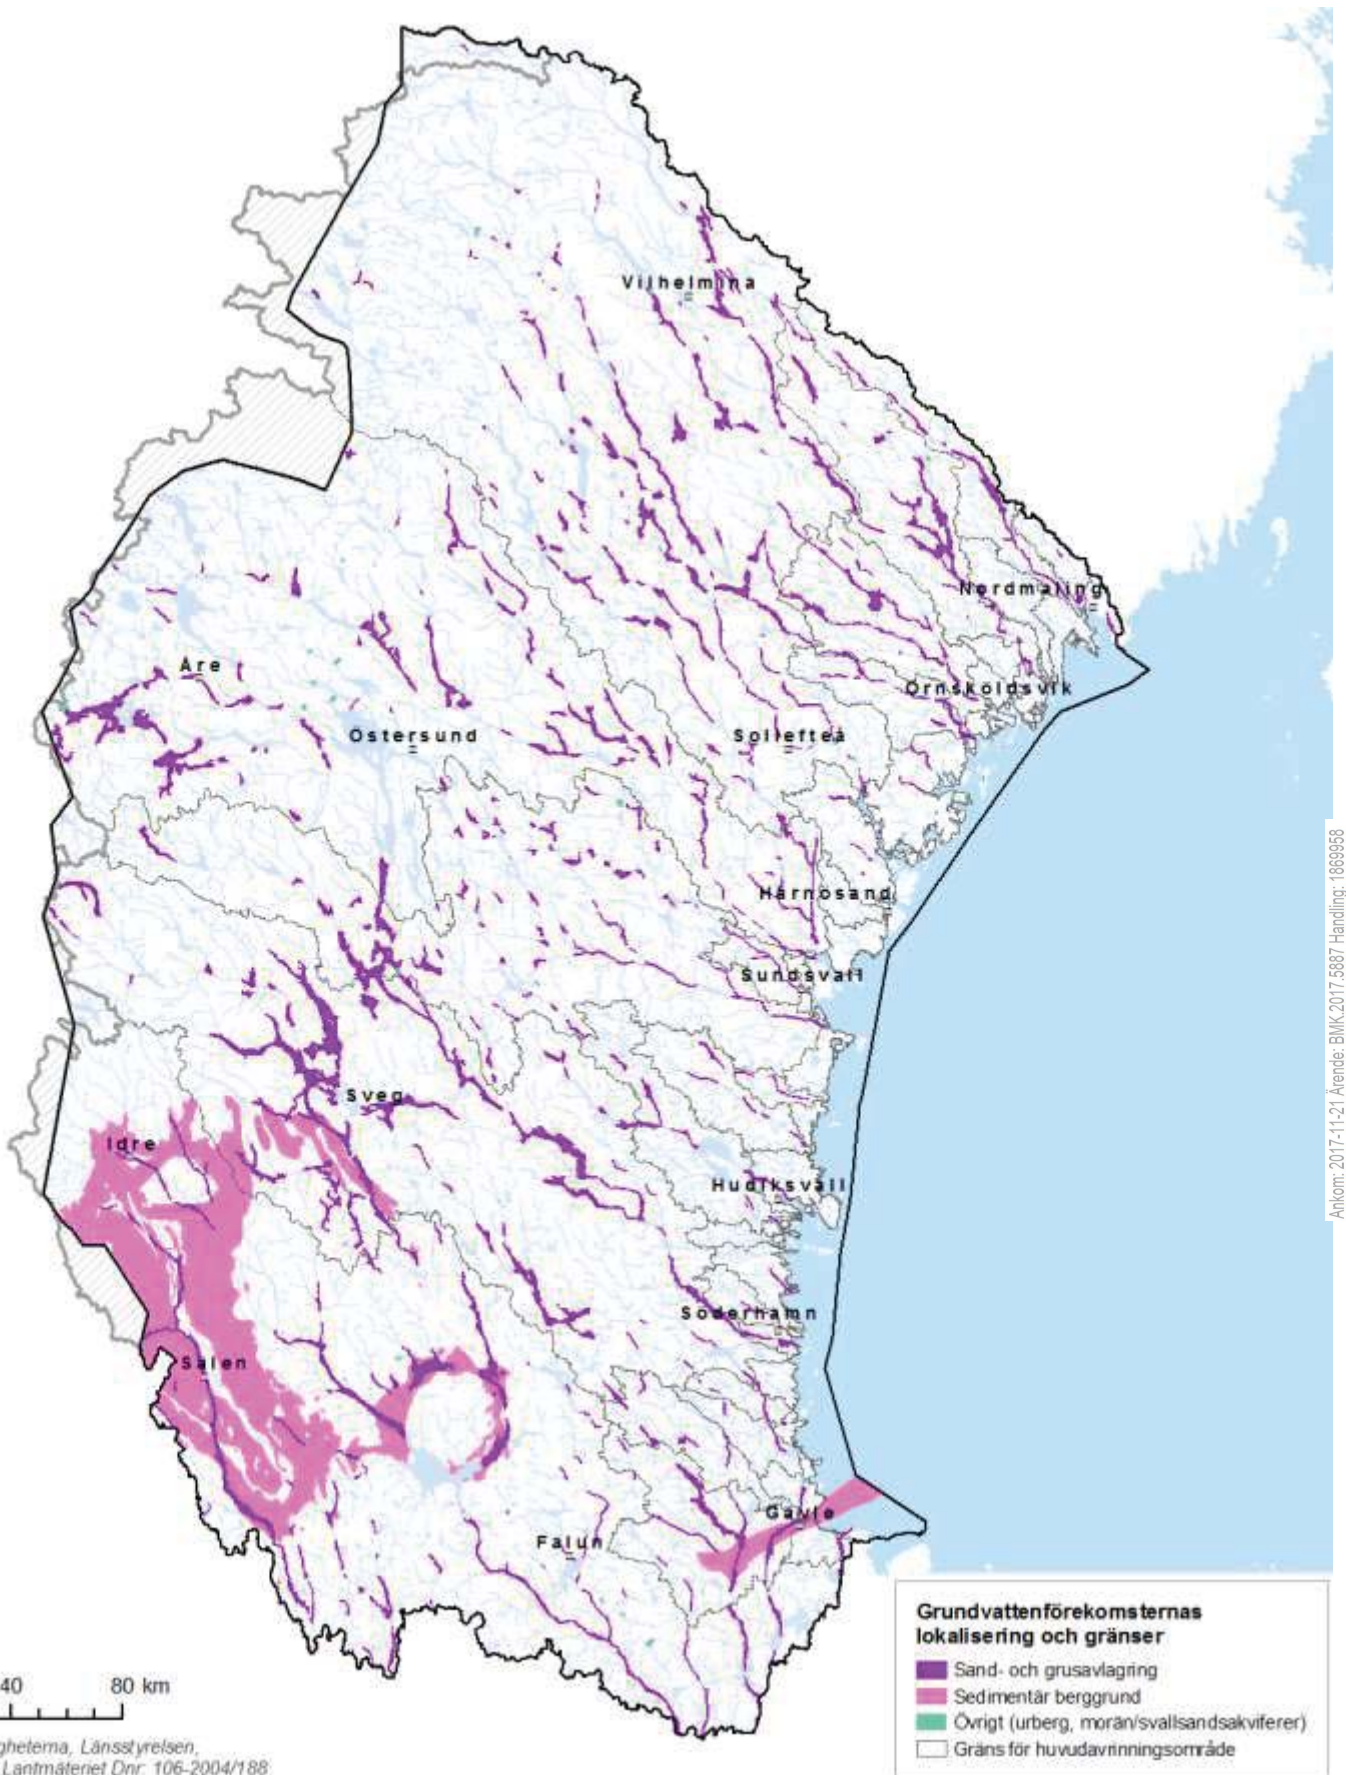 Vilhelmina
Nordmaling
Åre
Örnsköldsvik
Östersund
Sollefteå
Härnösand
Sundsvall
Sveg
Idre
Hudiksvall
Söderhamn
Sälen
Gävle
Falun
Grundvattenförekomsternas
lokalisering och gränser
Sand- och grusavlagring
Sedimentär berggrund
Övrigt (urberg, morän/svallsandsakviferer)
Gräns för huvudavrinningsområde
40 80 km
gheterna, Länsstyrelsen,
Lantmäteriet Dnr: 106-2004/188
Ankom: 2017-11-21 Ärende: BMK.2017.5887 Handling: 1869958